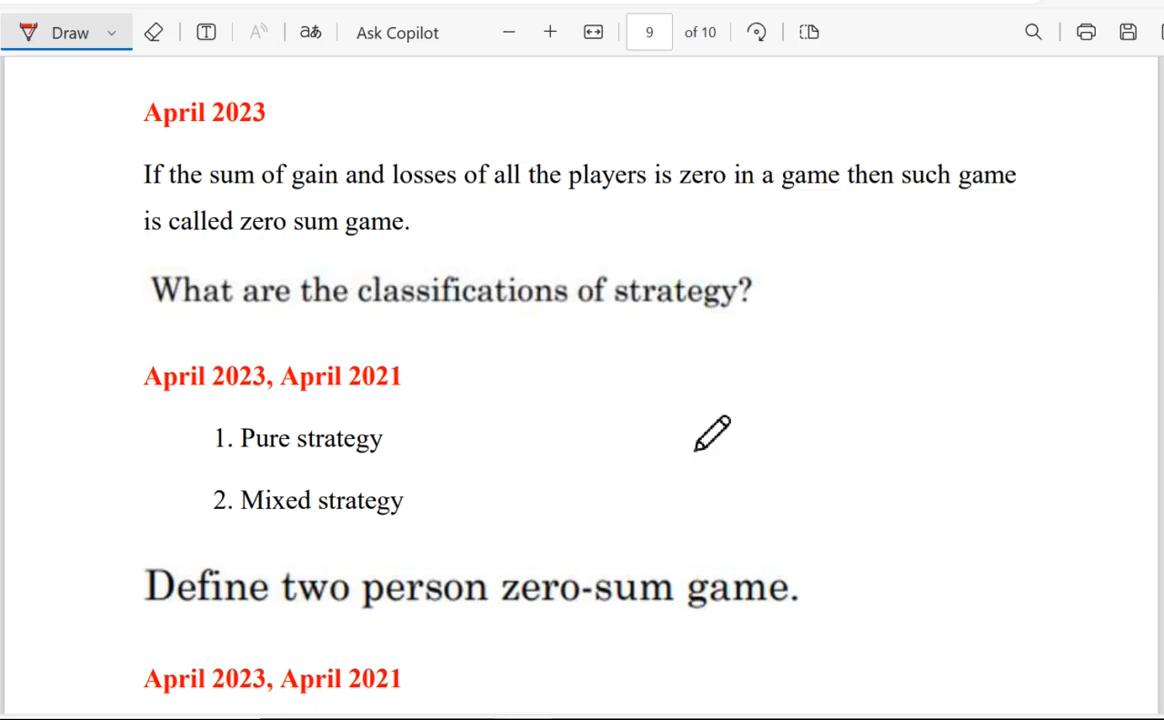 Draw aあ Ask Copilot 9 of 10
April 2023
If the sum of gain and losses of all the players is zero in a game then such game
is called zero sum game.
What are the classifications of strategy?
April 2023, April 2021
1. Pure strategy
2. Mixed strategy
Define two person zero-sum game.
April 2023, April 2021